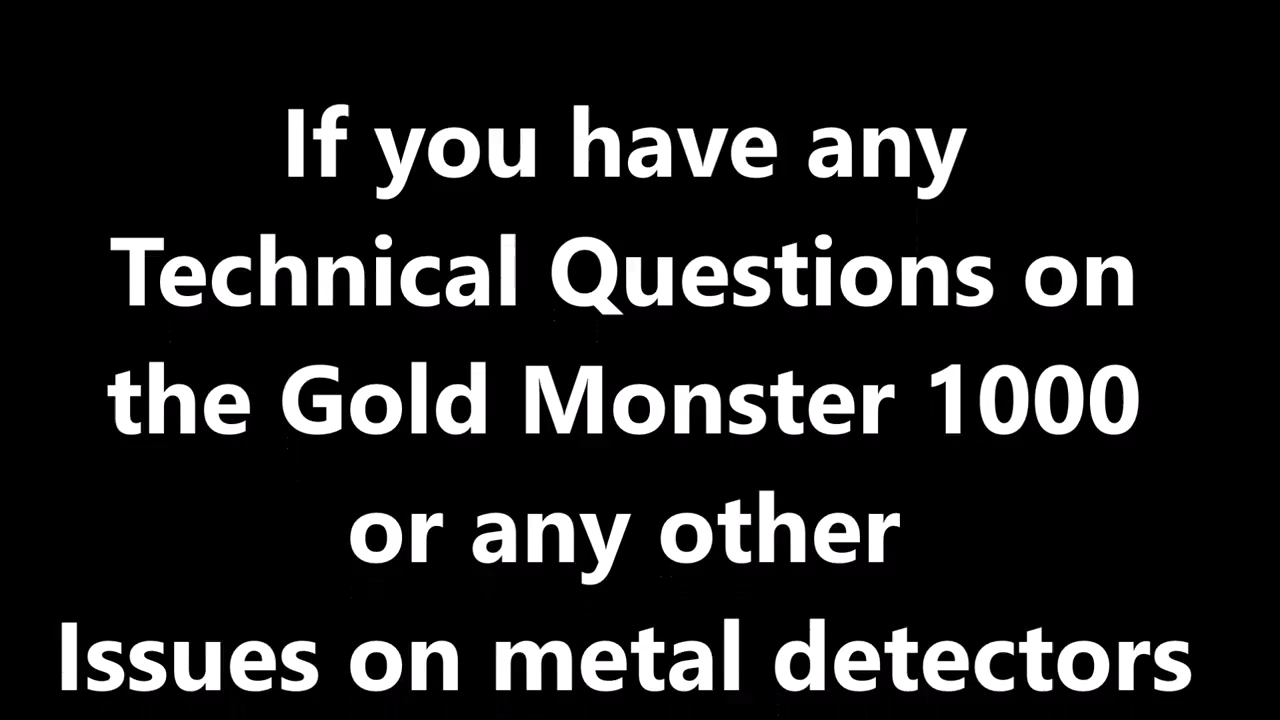 If you have any
Technical Questions on
the Gold Monster 1000
or any other
Issues on metal detectors